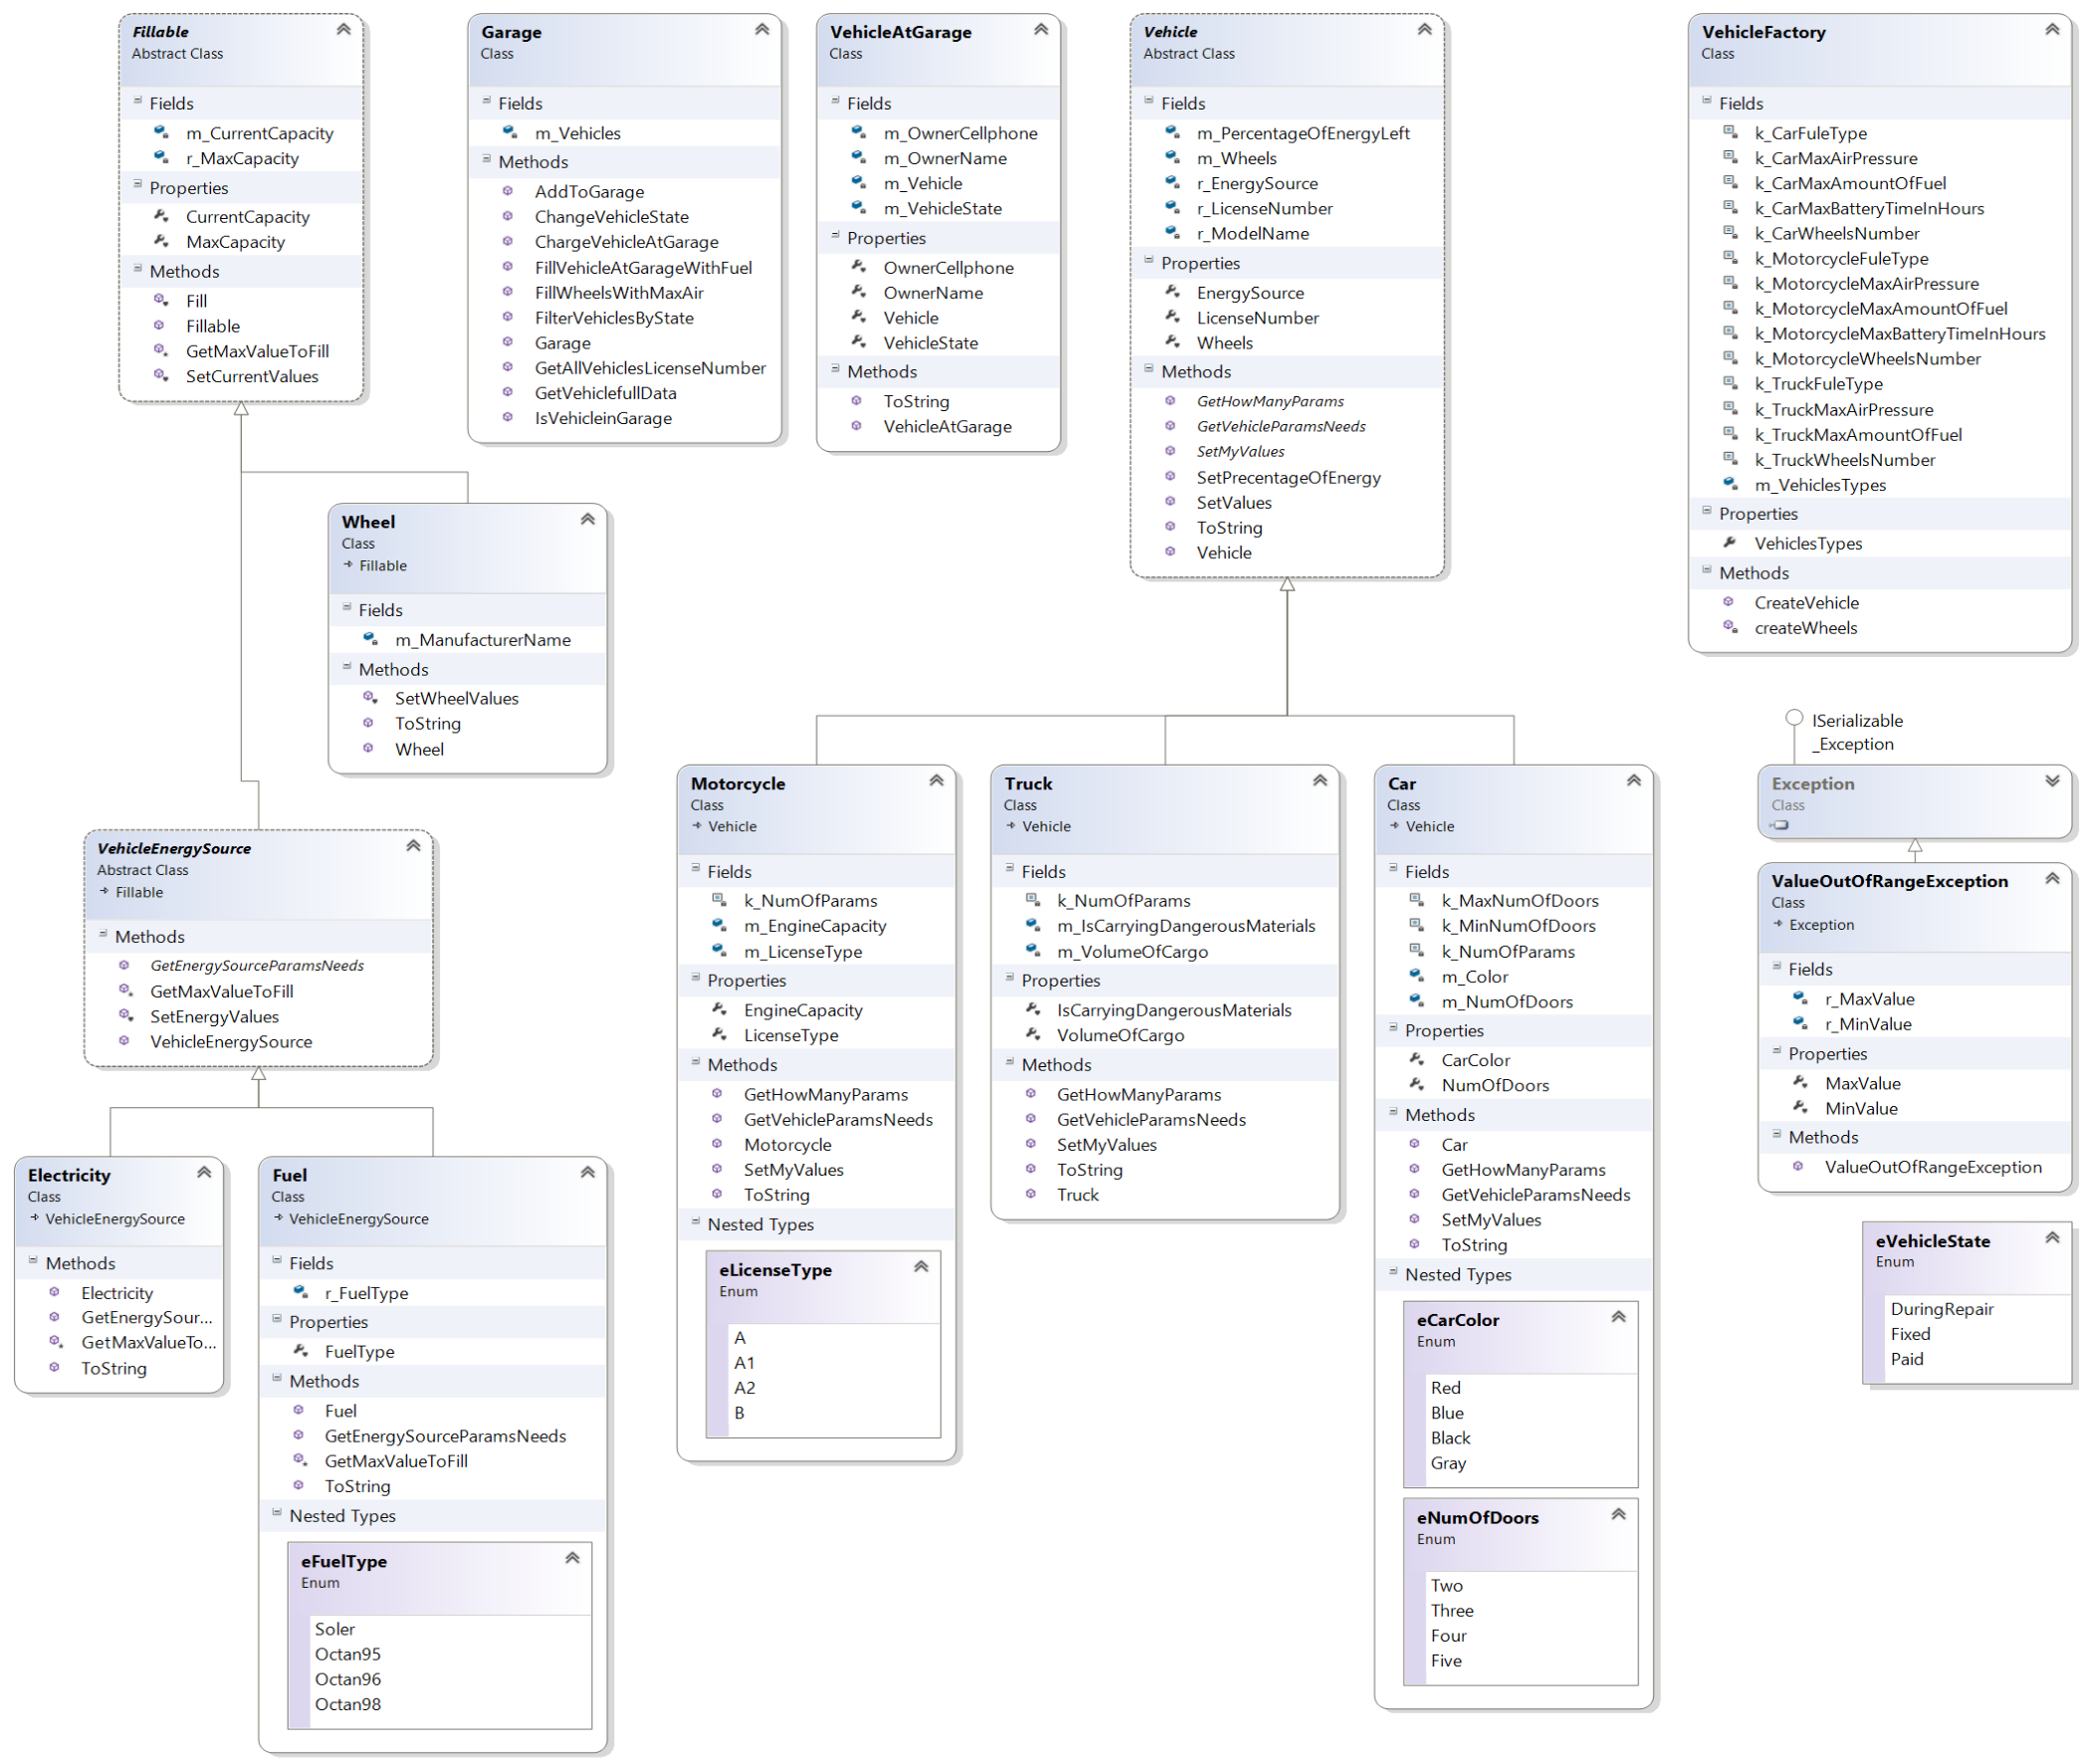 Fillable
Abstract Class
Fields
m_CurrentCapacity
r_MaxCapacity
Properties
CurrentCapacity
MaxCapacity
Methods
Fill
Fillable
GetMaxValueToFill
SetCurrentValues
Garage
Class
Fields
m_Vehicles
Methods
AddToGarage
ChangeVehicleState
ChargeVehicleAtGarage
FillVehicleAtGarageWithFuel
FillWheelsWithMaxAir
FilterVehiclesByState
Garage
GetAllVehiclesLicenseNumber
GetVehiclefullData
IsVehicleinGarage
VehicleAtGarage
Class
Fields
m_OwnerCellphone
m_OwnerName
m_Vehicle
m_VehicleState
Properties
OwnerCellphone
OwnerName
Vehicle
VehicleState
Methods
ToString
VehicleAtGarage
Vehicle
Abstract Class
Fields
m_PercentageOfEnergyLeft
m_Wheels
r_EnergySource
r_LicenseNumber
r_ModelName
Properties
EnergySource
LicenseNumber
Wheels
Methods
GetHowManyParams
GetVehicleParamsNeeds
SetMyValues
SetPrecentageOfEnergy
SetValues
ToString
Vehicle
VehicleFactory
Class
Fields
k_CarFuleType
k_CarMaxAirPressure
k_CarMaxAmountOfFuel
k_CarMaxBatteryTimeInHours
k_CarWheelsNumber
k_MotorcycleFuleType
k_MotorcycleMaxAirPressure
k_MotorcycleMaxAmountOfFuel
k_MotorcycleMaxBatteryTimeInHours
k_MotorcycleWheelsNumber
k_TruckFuleType
k_TruckMaxAirPressure
k_TruckMaxAmountOfFuel
k_TruckWheelsNumber
m_VehiclesTypes
Properties
VehiclesTypes
Methods
CreateVehicle
createWheels
Wheel
Class
Fillable
Fields
m_ManufacturerName
Methods
SetWheelValues
ToString
Wheel
VehicleEnergySource
Abstract Class
Fillable
Methods
GetEnergySourceParamsNeeds
GetMaxValueToFill
SetEnergyValues
VehicleEnergySource
Electricity
Class
VehicleEnergySource
Methods
Electricity
GetEnergySour...
GetMaxValueTo...
ToString
Fuel
Class
VehicleEnergySource
Fields
r_FuelType
Properties
FuelType
Methods
Fuel
GetEnergySourceParamsNeeds
GetMaxValueToFill
ToString
Nested Types
eFuelType
Enum
Soler
Octan95
Octan96
Octan98
Motorcycle
Class
Vehicle
Fields
k_NumOfParams
m_EngineCapacity
m_LicenseType
Properties
EngineCapacity
LicenseType
Methods
GetHowManyParams
GetVehicleParamsNeeds
Motorcycle
SetMyValues
ToString
Nested Types
eLicenseType
Enum
A
A1
A2
B
Truck
Class
Vehicle
Fields
k_NumOfParams
m_IsCarryingDangerousMaterials
m_VolumeOfCargo
Properties
IsCarryingDangerousMaterials
VolumeOfCargo
Methods
GetHowManyParams
GetVehicleParamsNeeds
SetMyValues
ToString
Truck
Car
Class
Vehicle
Fields
k_MaxNumOfDoors
k_MinNumOfDoors
k_NumOfParams
m_Color
m_NumOfDoors
Properties
CarColor
NumOfDoors
Methods
Car
GetHowManyParams
GetVehicleParamsNeeds
SetMyValues
ToString
Nested Types
eCarColor
Enum
Red
Blue
Black
Gray
eNumOfDoors
Enum
Two
Three
Four
Five
ISerializable
_Exception
Exception
Class
ValueOutOfRangeException
Class
Exception
Fields
r_MaxValue
r_MinValue
Properties
MaxValue
MinValue
Methods
ValueOutOfRangeException
eVehicleState
Enum
DuringRepair
Fixed
Paid